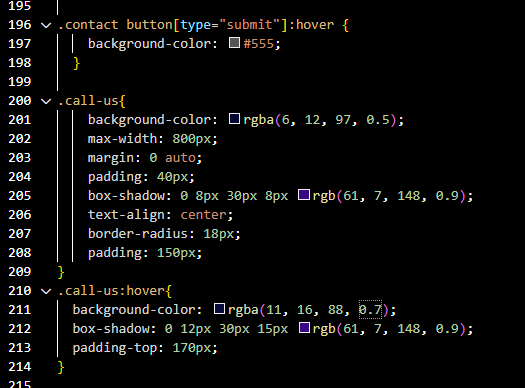 195
196 .contact button[type="submit"]:hover {
197 background-color: #555;
198 }
199
200 .call-us{
201 background-color: rgba(6, 12, 97, 0.5);
202 max-width: 800px;
203 margin: 0 auto;
204 padding: 40px;
205 box-shadow: 0 8px 30px 8px rgb(61, 7, 148, 0.9);
206 text-align: center;
207 border-radius: 18px;
208 padding: 150px;
209 }
210 .call-us:hover{
211 background-color: rgba(11, 16, 88, 0.7);
212 box-shadow: 0 12px 30px 15px rgb(61, 7, 148, 0.9);
213 padding-top: 170px;
214 }
215